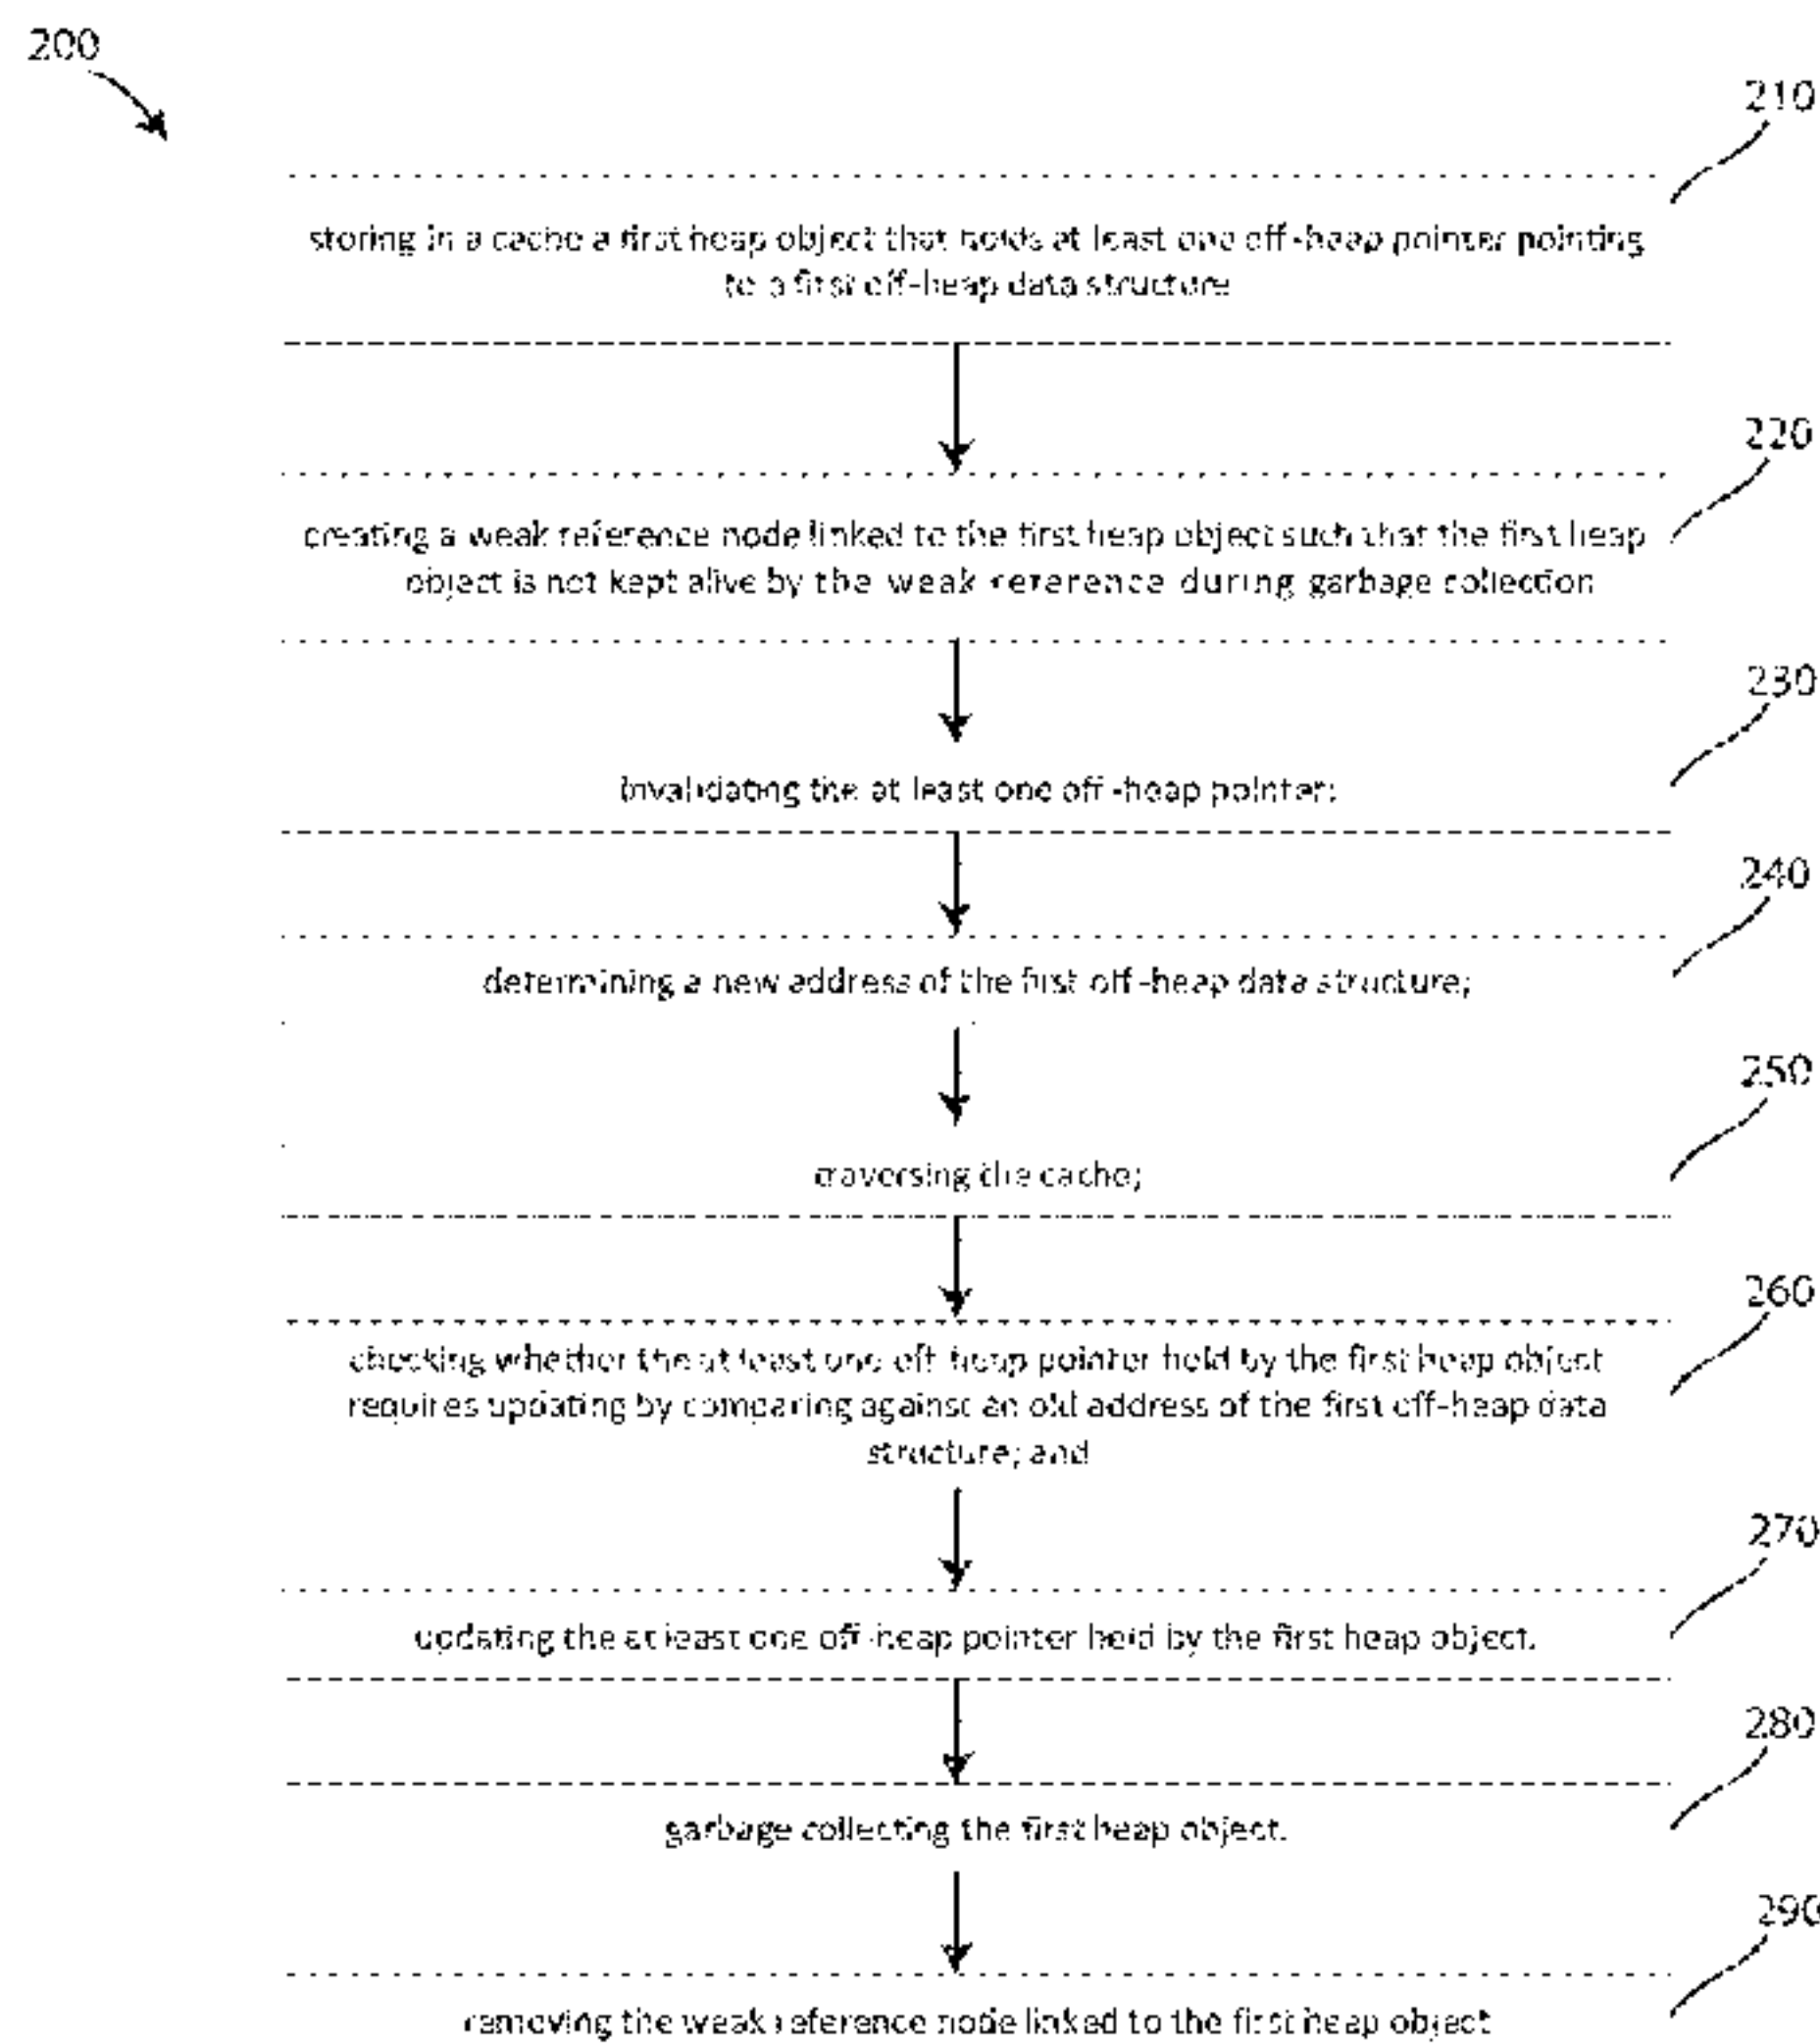 200
210
storing in a cache a first heap object that holds at least one off-heap pointer pointing
to a first off-heap data structure
220
creating a weak reference node linked to the first heap object such that the first heap
object is not kept alive by the weak reference during garbage collection
230
invalidating the at least one off-heap pointer;
240
determining a new address of the first off-heap data structure;
250
traversing the cache;
260
checking whether the at least one off-heap pointer held by the first heap object
requires updating by comparing against an old address of the first off-heap data
structure; and
270
updating the at least one off-heap pointer held by the first heap object.
280
garbage collecting the first heap object.
290
removing the weak reference node linked to the first heap object